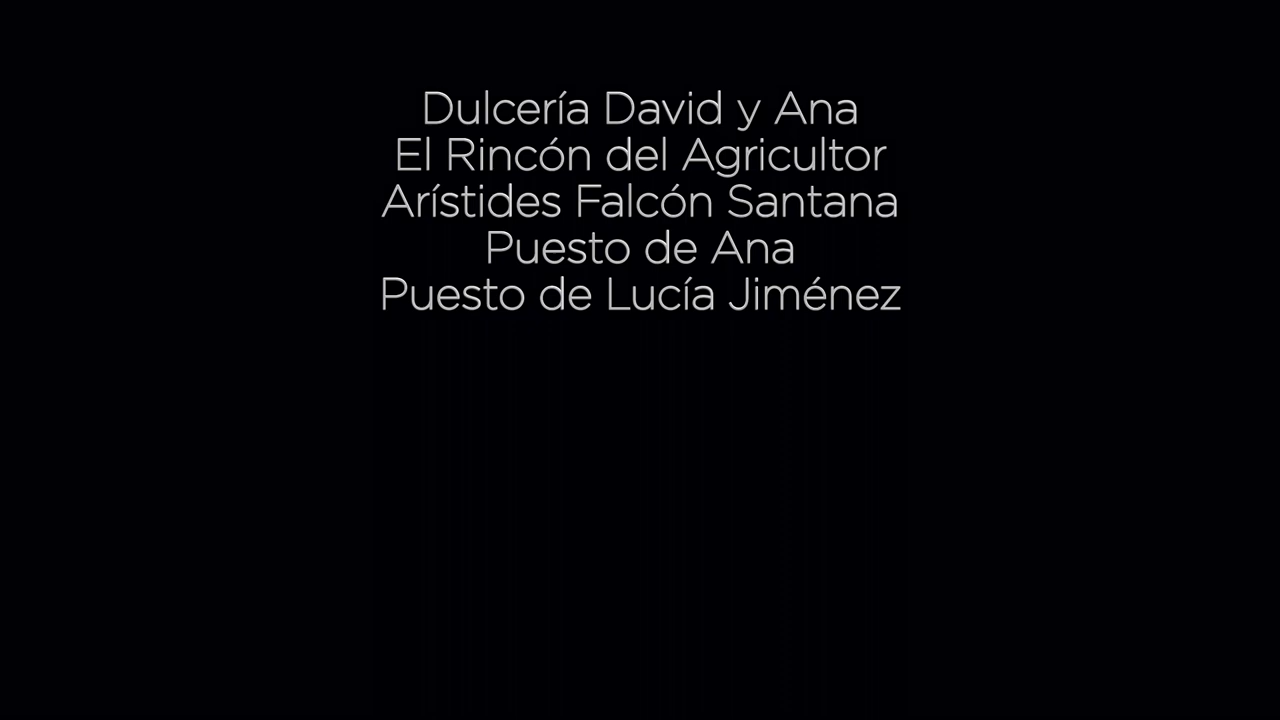 Dulcería David y Ana
El Rincón del Agricultor
Arístides Falcón Santana
Puesto de Ana
Puesto de Lucía Jiménez